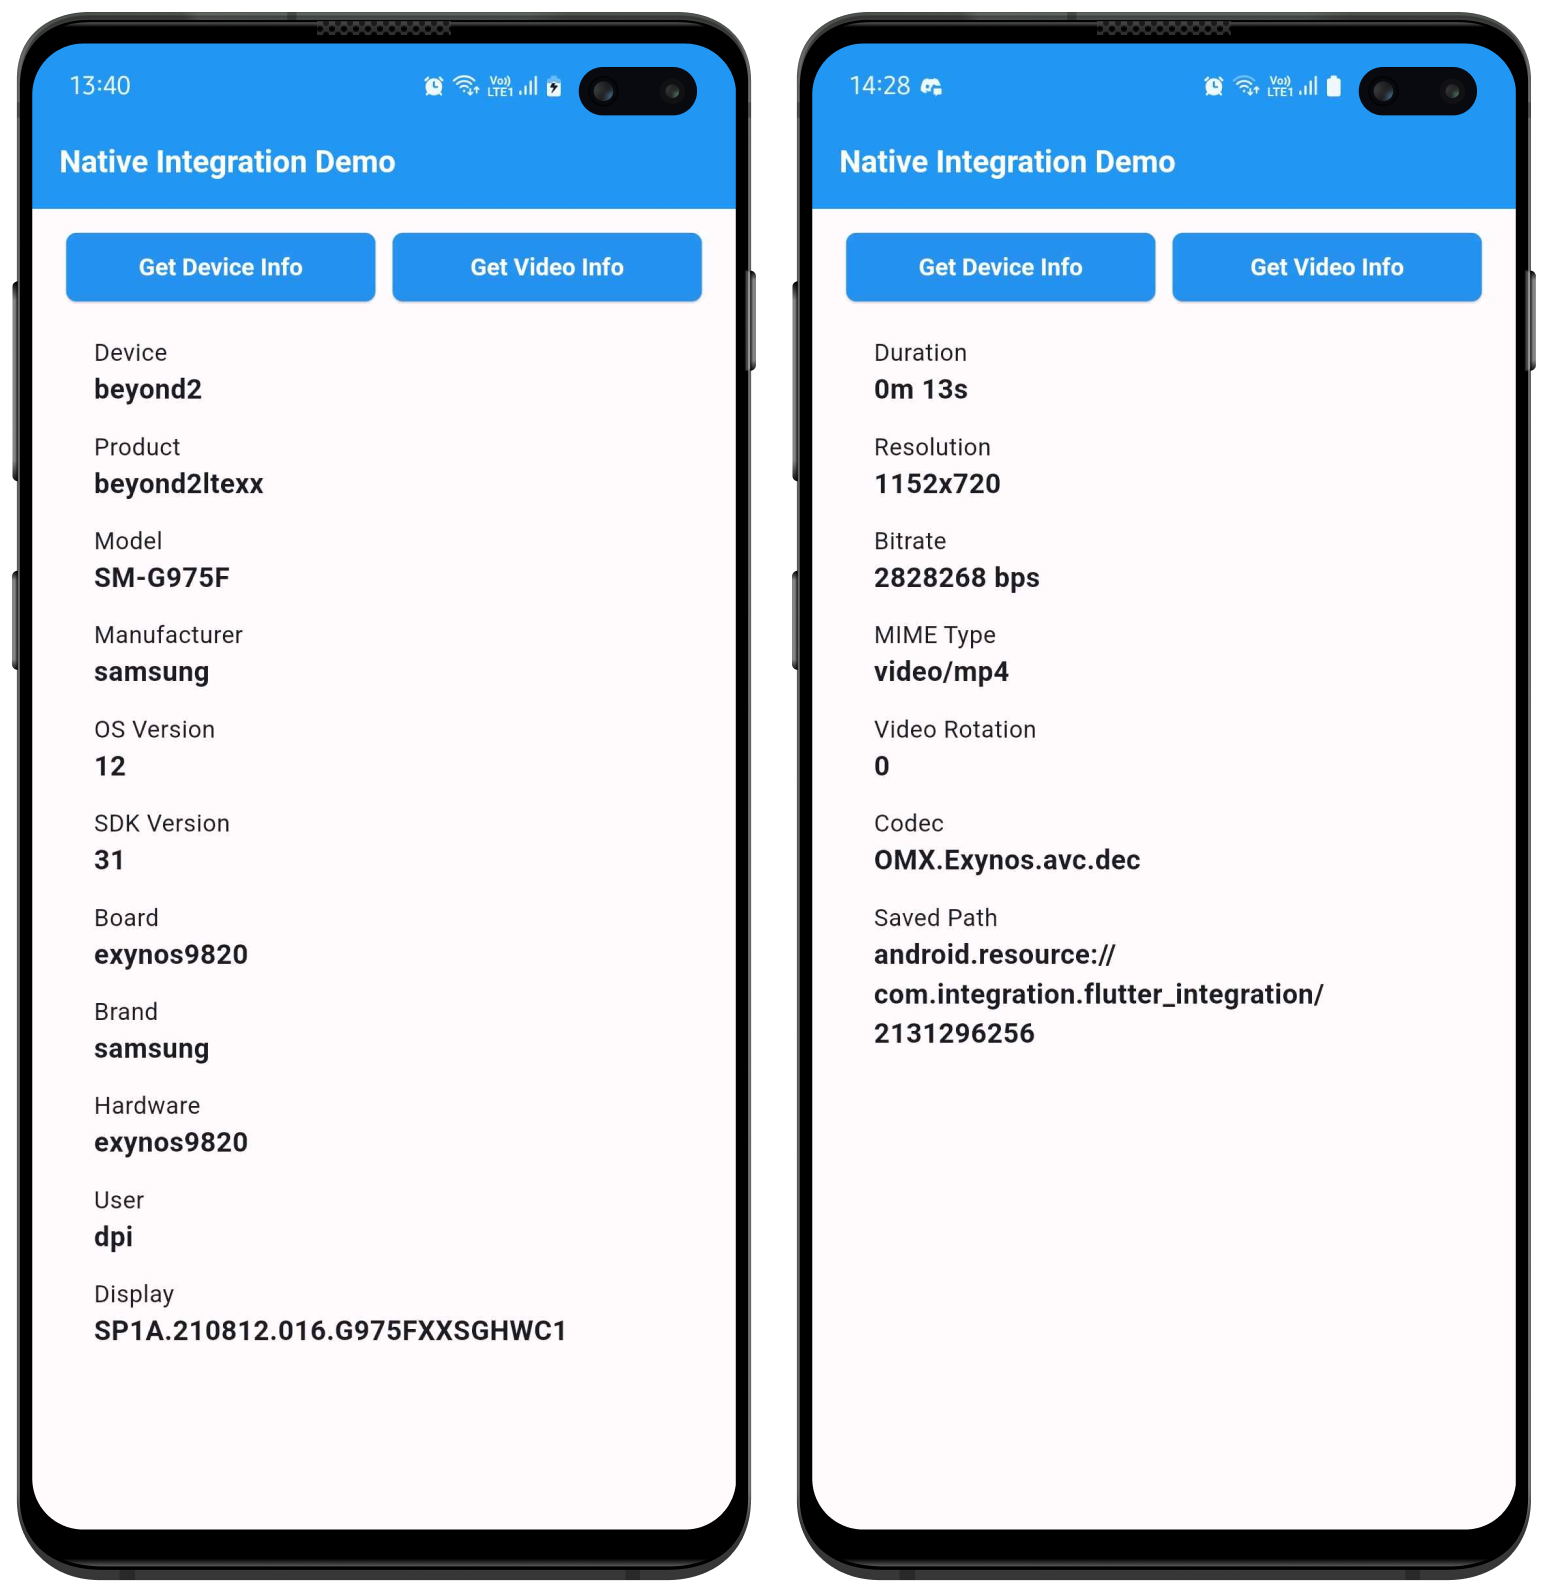 13:40
Vo))
LTE1
Native Integration Demo
Get Device Info
Get Video Info
Device
beyond2
Product
beyond2ltexx
Model
SM-G975F
Manufacturer
samsung
OS Version
12
SDK Version
31
Board
exynos9820
Brand
samsung
Hardware
exynos9820
User
dpi
Display
SP1A.210812.016.G975FXXSGHWC1
14:28
Vo))
LTE1
Native Integration Demo
Get Device Info
Get Video Info
Duration
0m 13s
Resolution
1152x720
Bitrate
2828268 bps
MIME Type
video/mp4
Video Rotation
0
Codec
OMX.Exynos.avc.dec
Saved Path
android.resource://
com.integration.flutter_integration/
2131296256